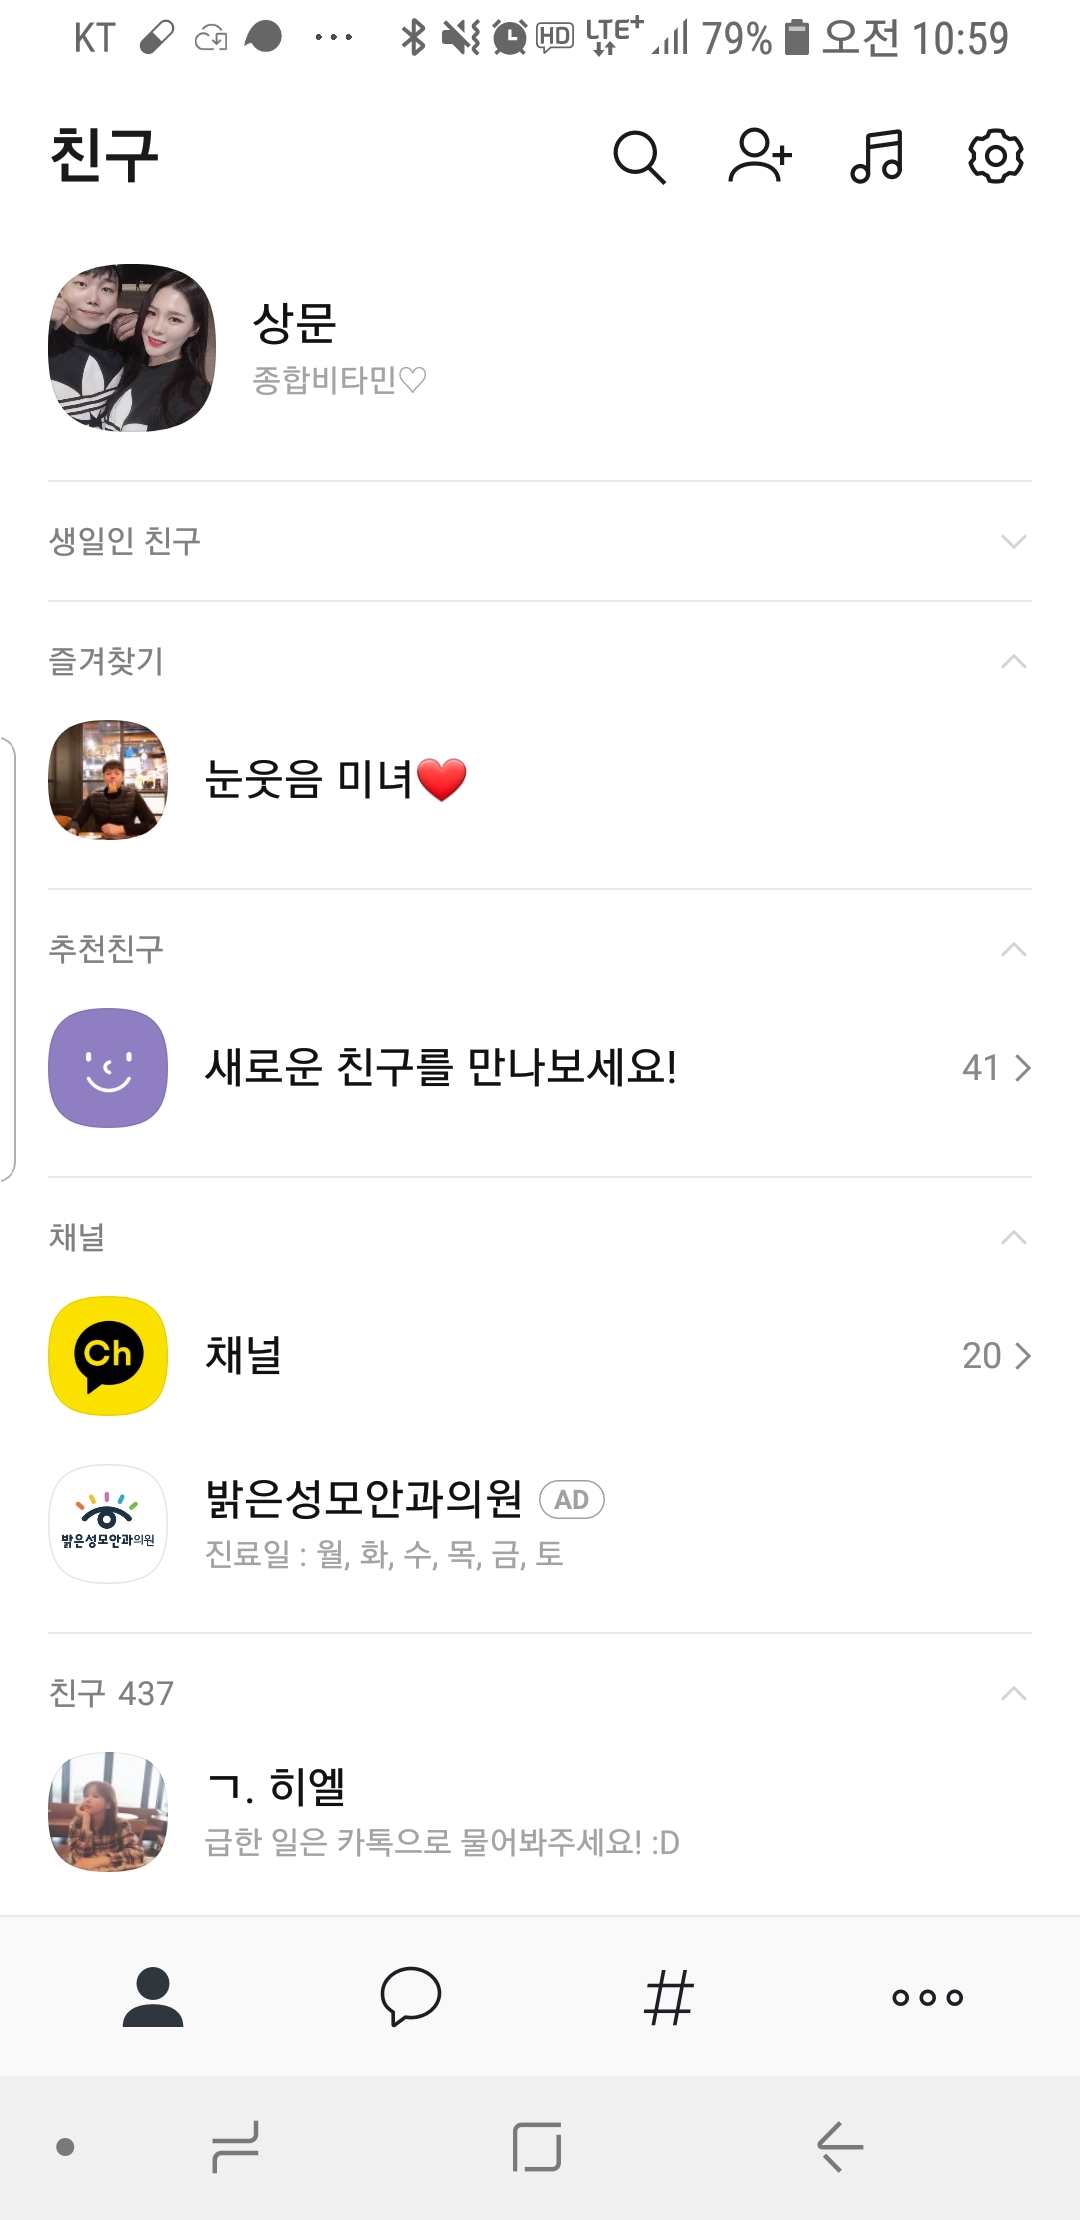 KT HD LTE+ 79% 오전 10:59
친구
상문
종합비타민♡
생일인 친구
즐겨찾기
눈웃음 미녀❤️
추천친구
새로운 친구를 만나보세요!
41
채널
Ch
채널
20
밝은성모안과의원
밝은성모안과의원 AD
진료일 : 월, 화, 수, 목, 금, 토
친구 437
ㄱ. 히엘
급한 일은 카톡으로 물어봐주세요! :D
#